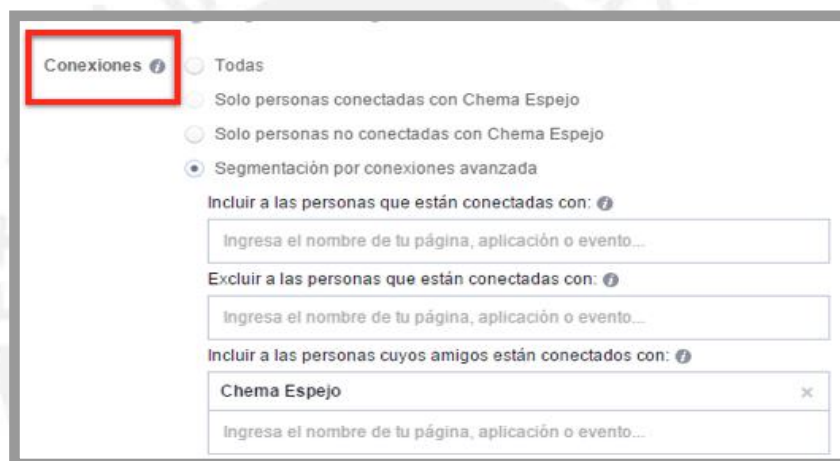 Conexiones Todas
Solo personas conectadas con Chema Espejo
Solo personas no conectadas con Chema Espejo
Segmentación por conexiones avanzada
Incluir a las personas que están conectadas con:
Ingresa el nombre de tu página, aplicación o evento...
Excluir a las personas que están conectadas con:
Ingresa el nombre de tu página, aplicación o evento...
Incluir a las personas cuyos amigos están conectados con:
Chema Espejo ×
Ingresa el nombre de tu página, aplicación o evento...